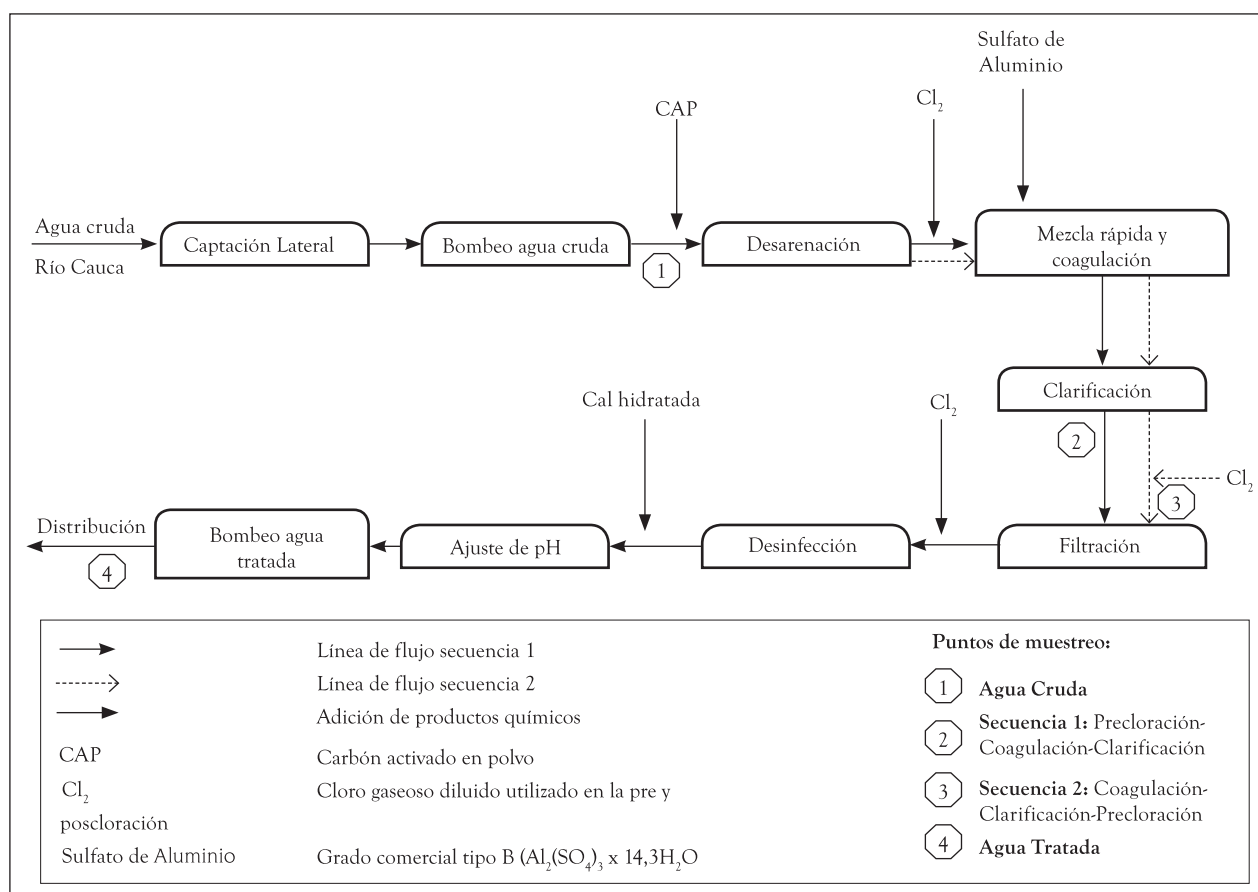 Sulfato de
Aluminio
Cl₂
CAP
Agua cruda
Río Cauca
Captación Lateral
Bombeo agua cruda
1
Desarenación
Mezcla rápida y
coagulación
Clarificación
2
Cl₂
3
Cal hidratada
Cl₂
Distribución
4
Bombeo agua
tratada
Ajuste de pH
Desinfección
Filtración
Línea de flujo secuencia 1
Línea de flujo secuencia 2
Adición de productos químicos
CAP Carbón activado en polvo
Cl₂ Cloro gaseoso diluido utilizado en la pre y
poscloración
Sulfato de Aluminio Grado comercial tipo B (Al₂(SO₄)₃ x 14,3H₂O
Puntos de muestreo:
1 Agua Cruda
2 Secuencia 1: Precloración-
Coagulación-Clarificación
3 Secuencia 2: Coagulación-
Clarificación-Precloración
4 Agua Tratada